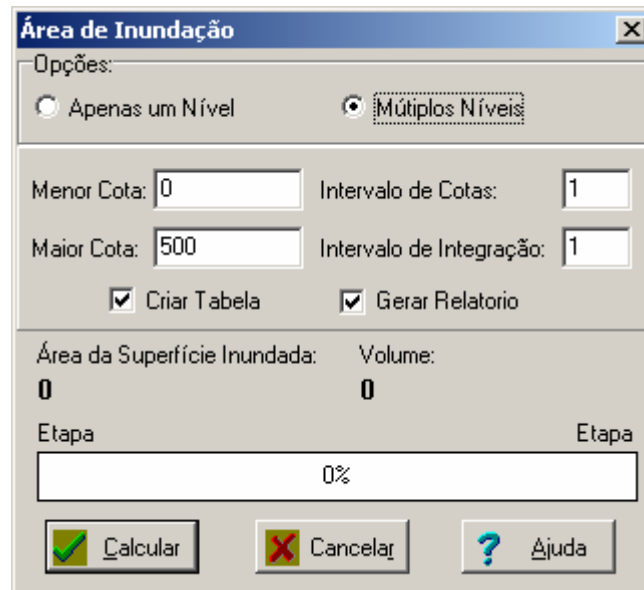 Área de Inundação
Opções:
Apenas um Nível Mútiplos Níveis
Menor Cota: 0 Intervalo de Cotas: 1
Maior Cota: 500 Intervalo de Integração: 1
Criar Tabela Gerar Relatorio
Área da Superfície Inundada: Volume:
0 0
Etapa Etapa
0%
Calcular Cancelar Ajuda